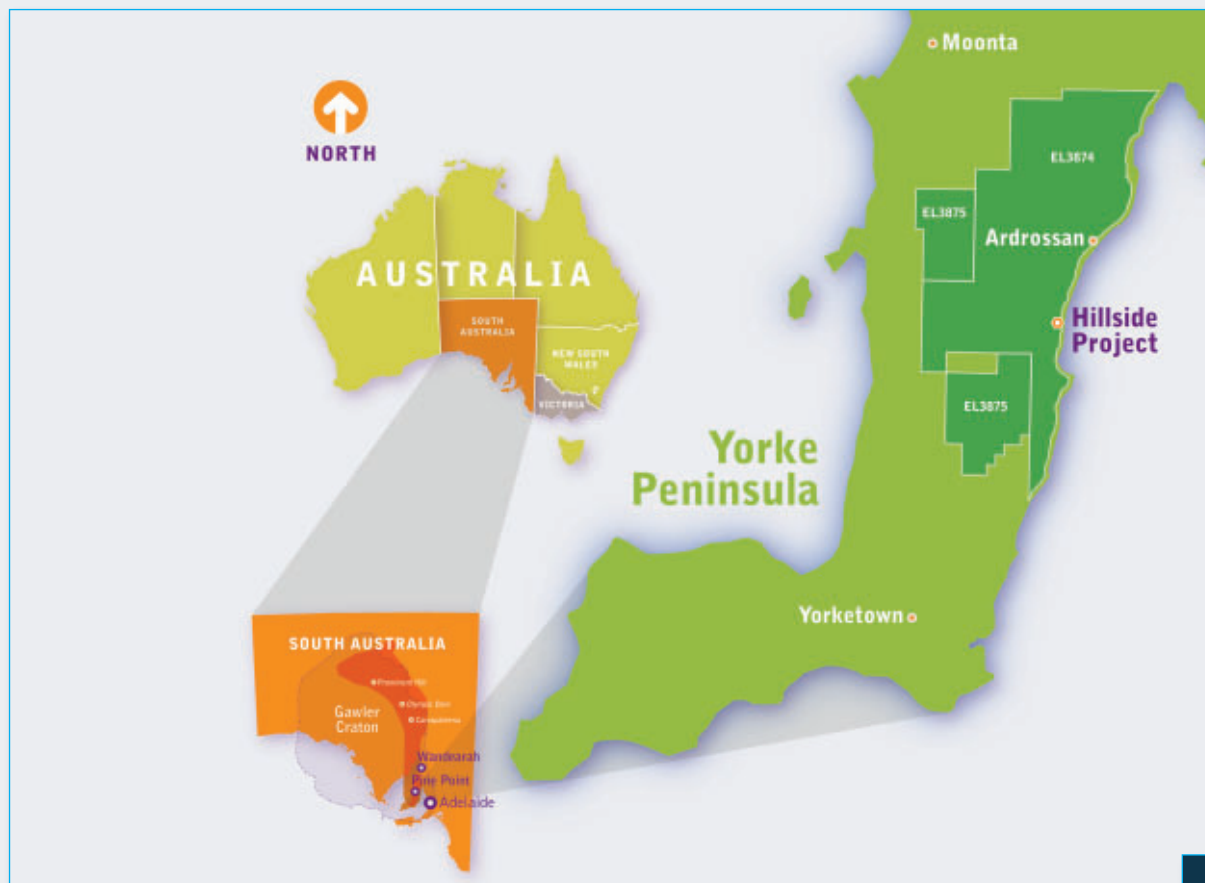 Moonta
NORTH
EL3874
EL3875
Ardrossan
AUSTRALIA
Hillside
Project
SOUTH
AUSTRALIA
NEW SOUTH
WALES
VICTORIA
EL3875
Yorke
Peninsula
Yorketown
SOUTH AUSTRALIA
Prominent Hill
Olympic Dam
Carrapateena
Gawler
Craton
Wandearah
Pine Point
Adelaide